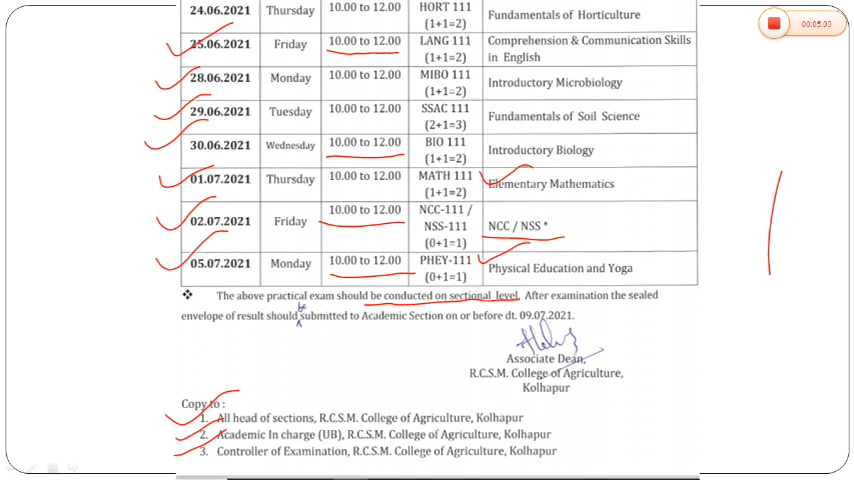 00:05:03
24.06.2021 Thursday 10.00 to 12.00 HORT 111 (1+1=2) Fundamentals of Horticulture
25.06.2021 Friday 10.00 to 12.00 LANG 111 (1+1=2) Comprehension & Communication Skills in English
28.06.2021 Monday 10.00 to 12.00 MIBO 111 (1+1=2) Introductory Microbiology
29.06.2021 Tuesday 10.00 to 12.00 SSAC 111 (2+1=3) Fundamentals of Soil Science
30.06.2021 Wednesday 10.00 to 12.00 BIO 111 (1+1=2) Introductory Biology
01.07.2021 Thursday 10.00 to 12.00 MATH 111 (1+1=2) Elementary Mathematics
02.07.2021 Friday 10.00 to 12.00 NCC-111 / NSS-111 (0+1=1) NCC / NSS *
05.07.2021 Monday 10.00 to 12.00 PHEY-111 (0+1=1) Physical Education and Yoga
❖ The above practical exam should be conducted on sectional level. After examination the sealed
envelope of result should be submitted to Academic Section on or before dt. 09.07.2021.
Associate Dean,
R.C.S.M. College of Agriculture,
Kolhapur
Copy to :
1. All head of sections, R.C.S.M. College of Agriculture, Kolhapur
2. Academic In charge (UB), R.C.S.M. College of Agriculture, Kolhapur
3. Controller of Examination, R.C.S.M. College of Agriculture, Kolhapur